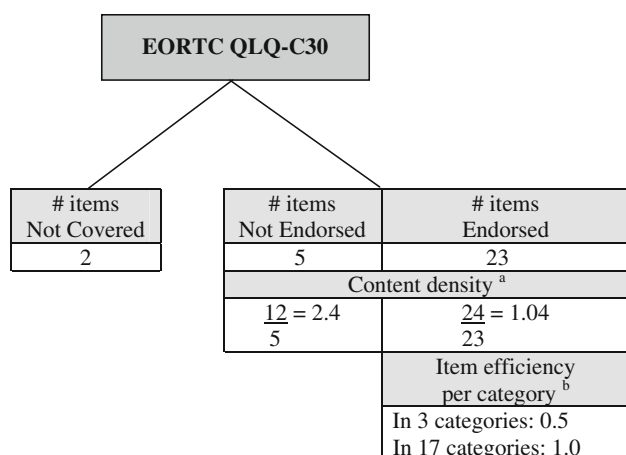 EORTC QLQ-C30
# items
Not Covered
2
# items
Not Endorsed
# items
Endorsed
5
23
Content density a
12 = 2.4
5
24 = 1.04
23
Item efficiency
per category b
In 3 categories: 0.5
In 17 categories: 1.0